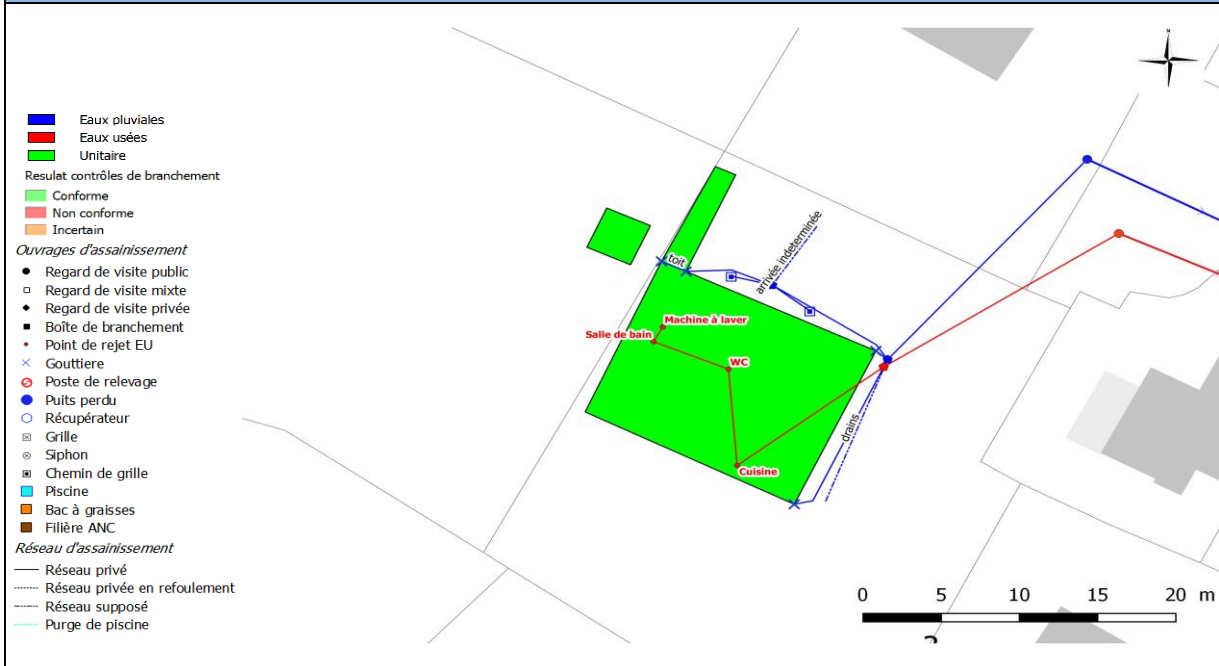 N
Eaux pluviales
Eaux usées
Unitaire
Resulat contrôles de branchement
Conforme
Non conforme
Incertain
Ouvrages d'assainissement
Regard de visite public
Regard de visite mixte
Regard de visite privée
Boîte de branchement
Point de rejet EU
Gouttiere
Poste de relevage
Puits perdu
Récupérateur
Grille
Siphon
Chemin de grille
Piscine
Bac à graisses
Filière ANC
Réseau d'assainissement
Réseau privé
Réseau privée en refoulement
Réseau supposé
Purge de piscine
toit
arrivée indeterminée
Machine à laver
Salle de bain
WC
drains
Cuisine
0 5 10 15 20 m